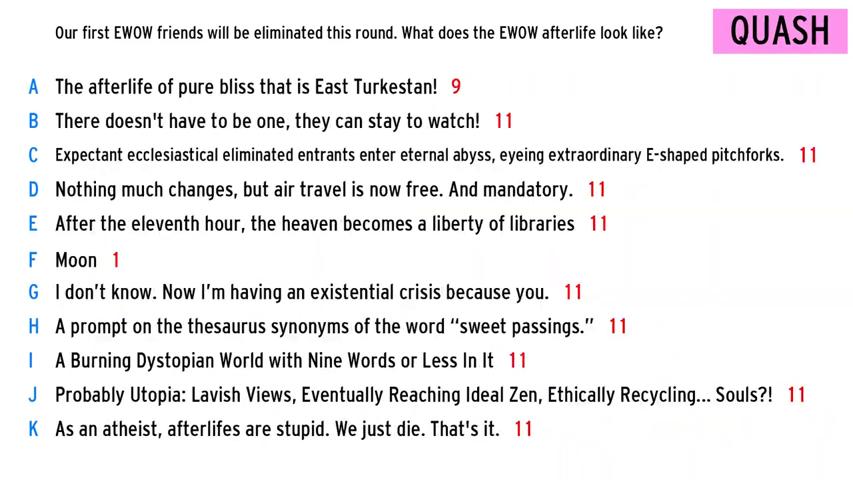 Our first EWOW friends will be eliminated this round. What does the EWOW afterlife look like?
QUASH
A The afterlife of pure bliss that is East Turkestan! 9
B There doesn't have to be one, they can stay to watch! 11
C Expectant ecclesiastical eliminated entrants enter eternal abyss, eyeing extraordinary E-shaped pitchforks. 11
D Nothing much changes, but air travel is now free. And mandatory. 11
E After the eleventh hour, the heaven becomes a liberty of libraries 11
F Moon 1
G I don’t know. Now I’m having an existential crisis because you. 11
H A prompt on the thesaurus synonyms of the word “sweet passings.” 11
I A Burning Dystopian World with Nine Words or Less In It 11
J Probably Utopia: Lavish Views, Eventually Reaching Ideal Zen, Ethically Recycling... Souls?! 11
K As an atheist, afterlifes are stupid. We just die. That's it. 11